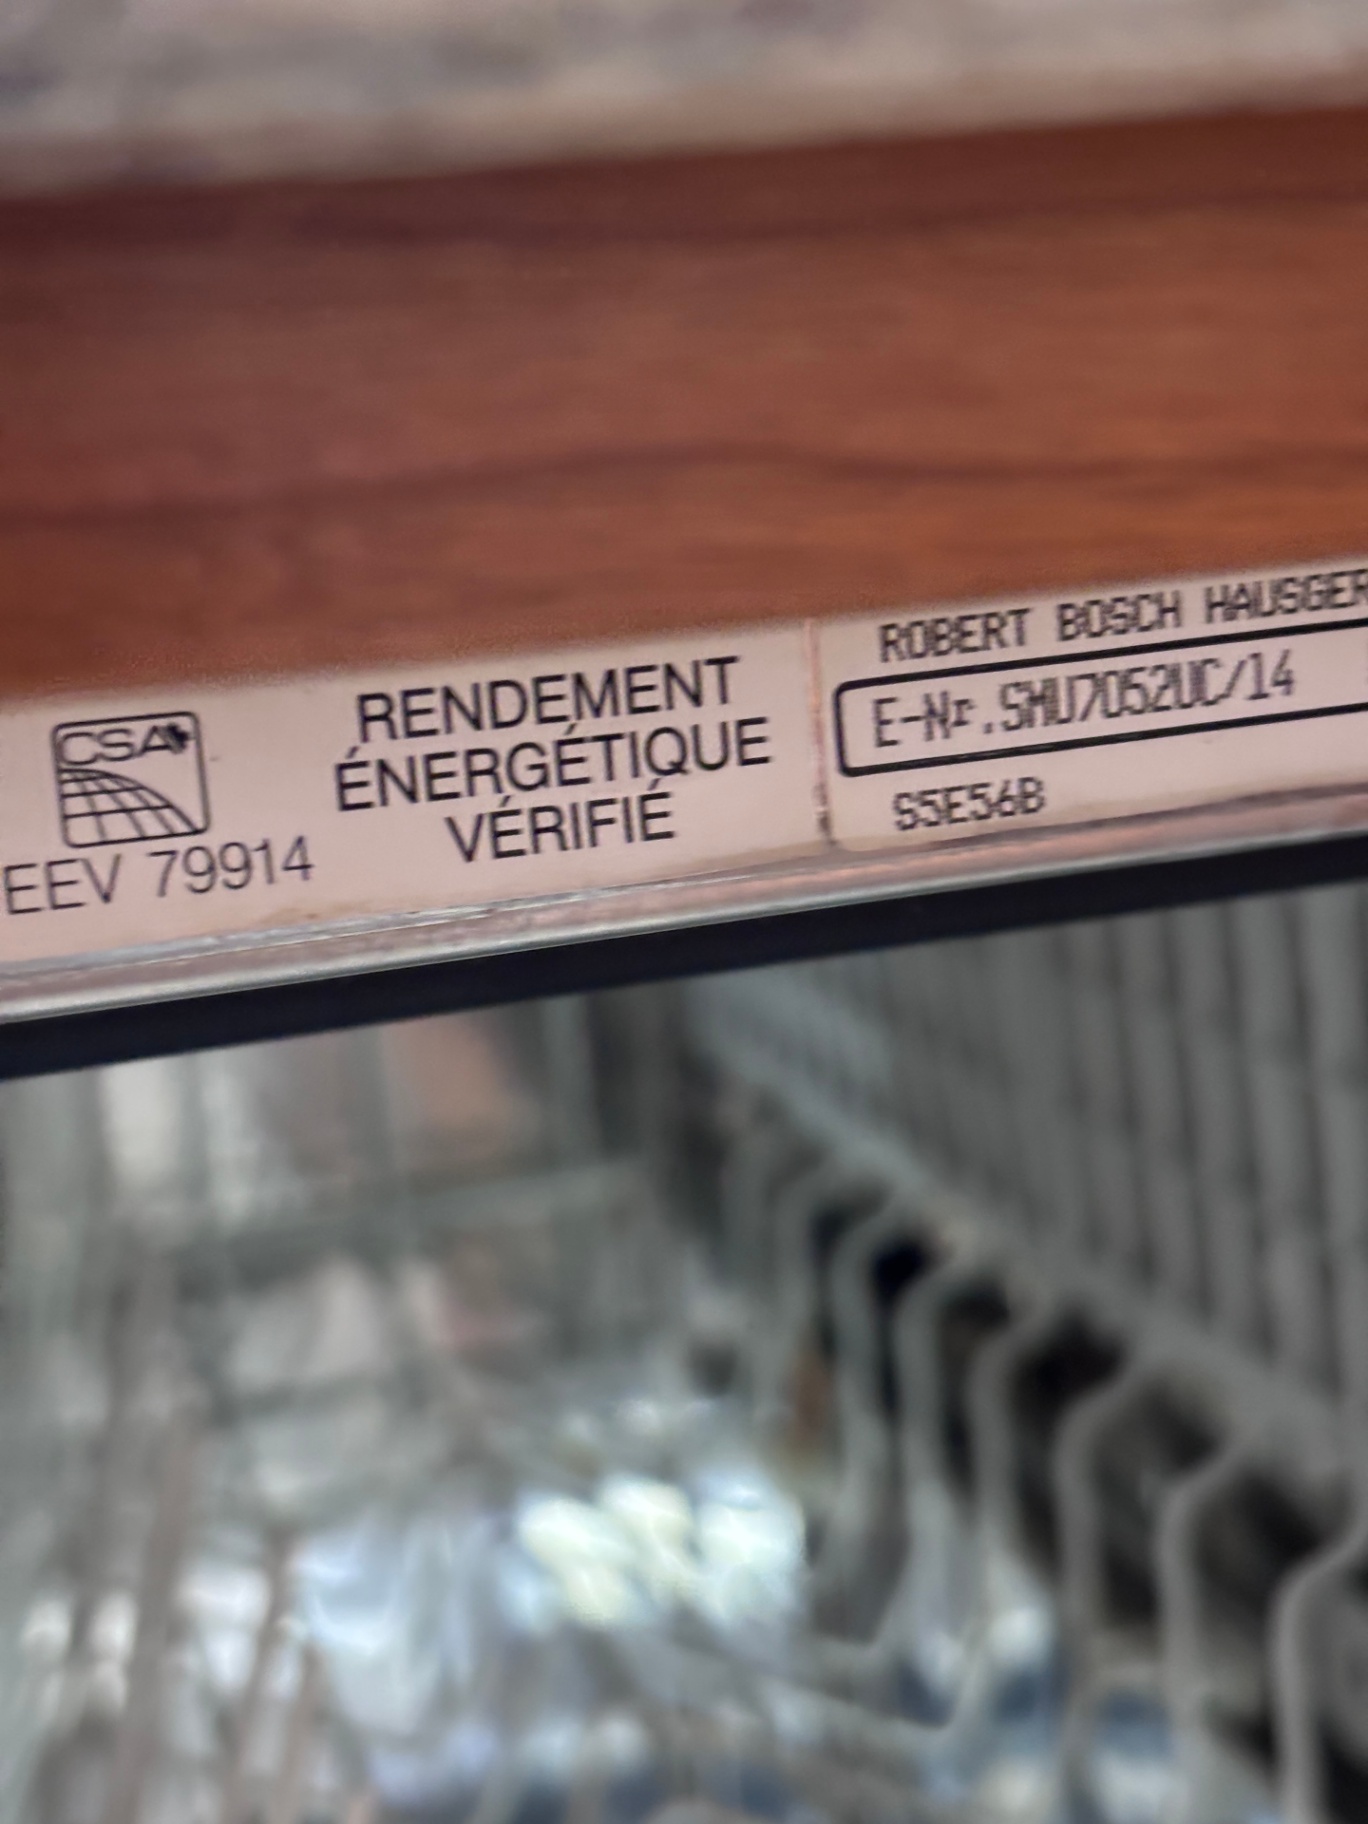 CSA
EEV 79914
RENDEMENT
ÉNERGÉTIQUE
VÉRIFIÉ
ROBERT BOSCH HAUSGER
E-Nr.SMU7052UC/14
S5E56B